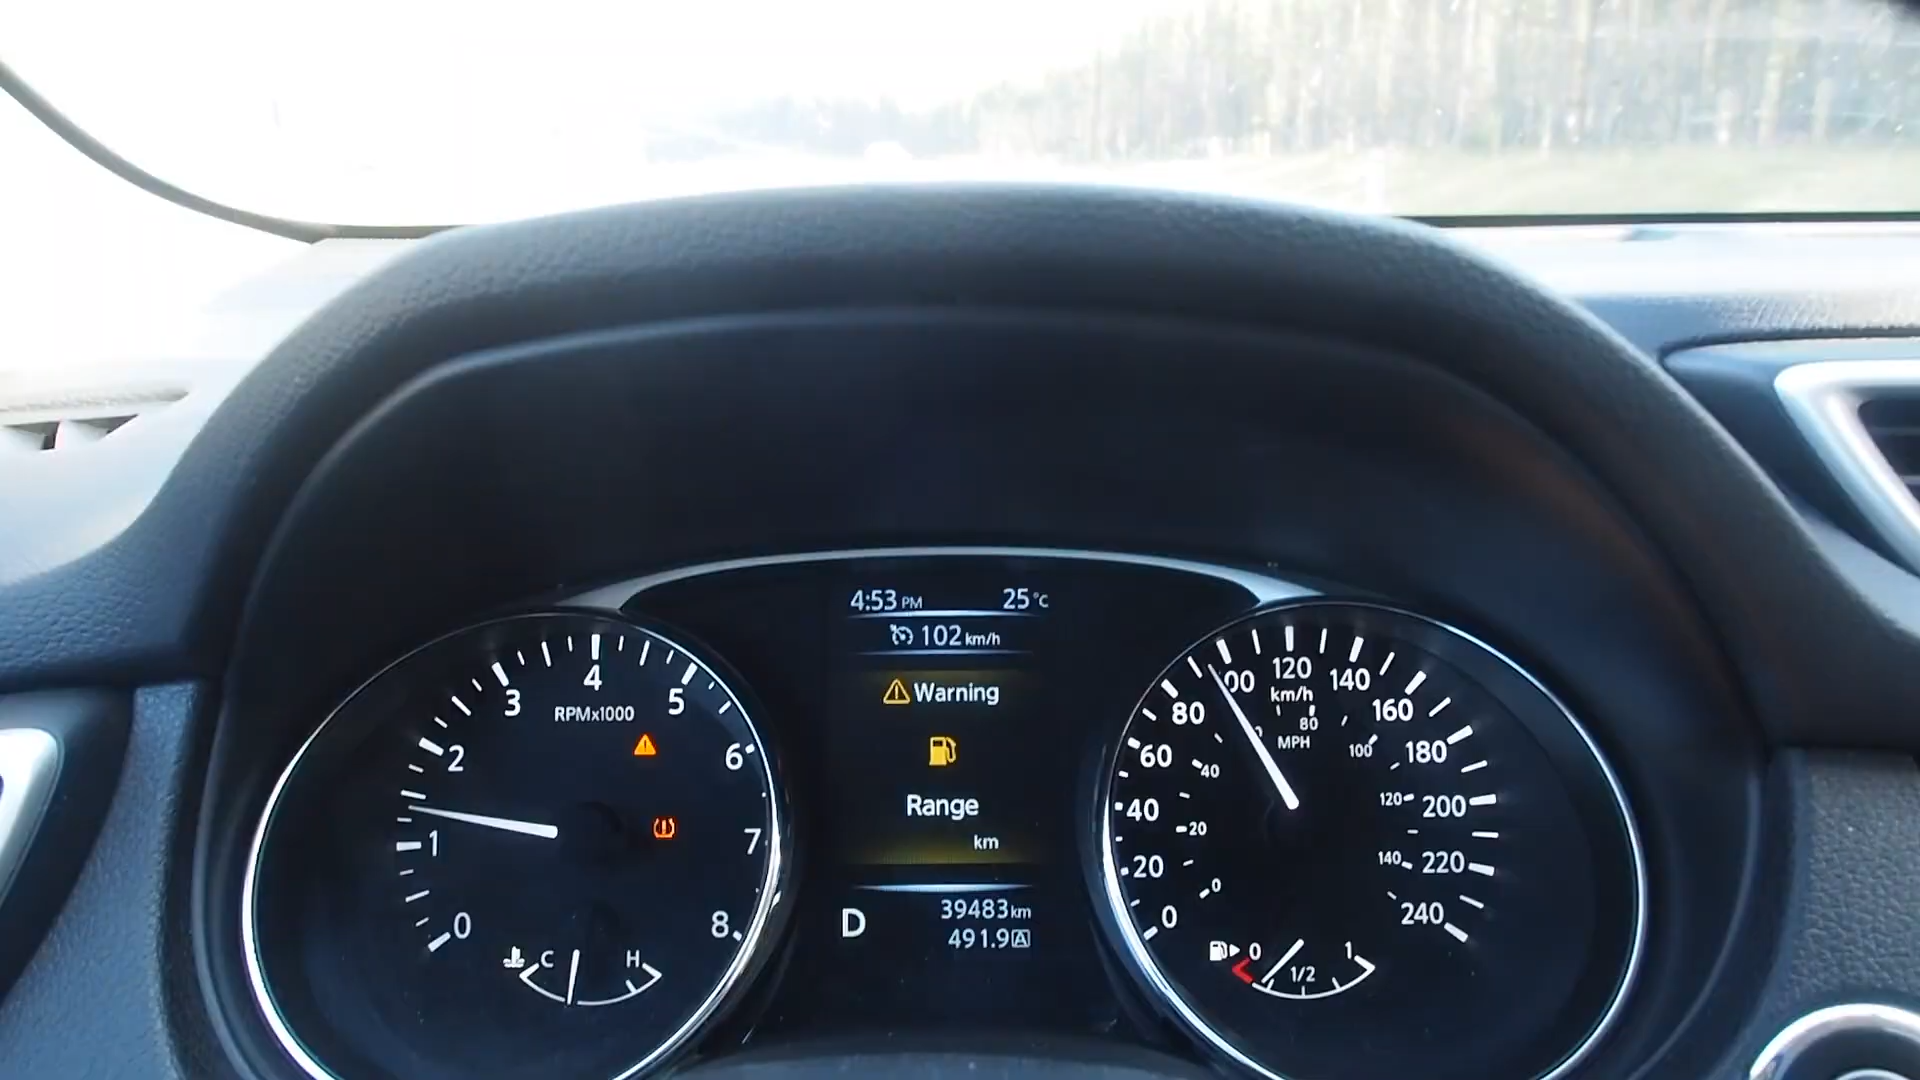 4:53 PM 25°C
102 km/h
Warning
Range
km
D
39483 km
491.9 A
0
1
2
3
4
5
6
7
8
RPMx1000
C H
0
20
40
60
80
00
120
140
160
180
200
220
240
km/h
MPH
0
20
40
80
100
120
140
0 1/2 1